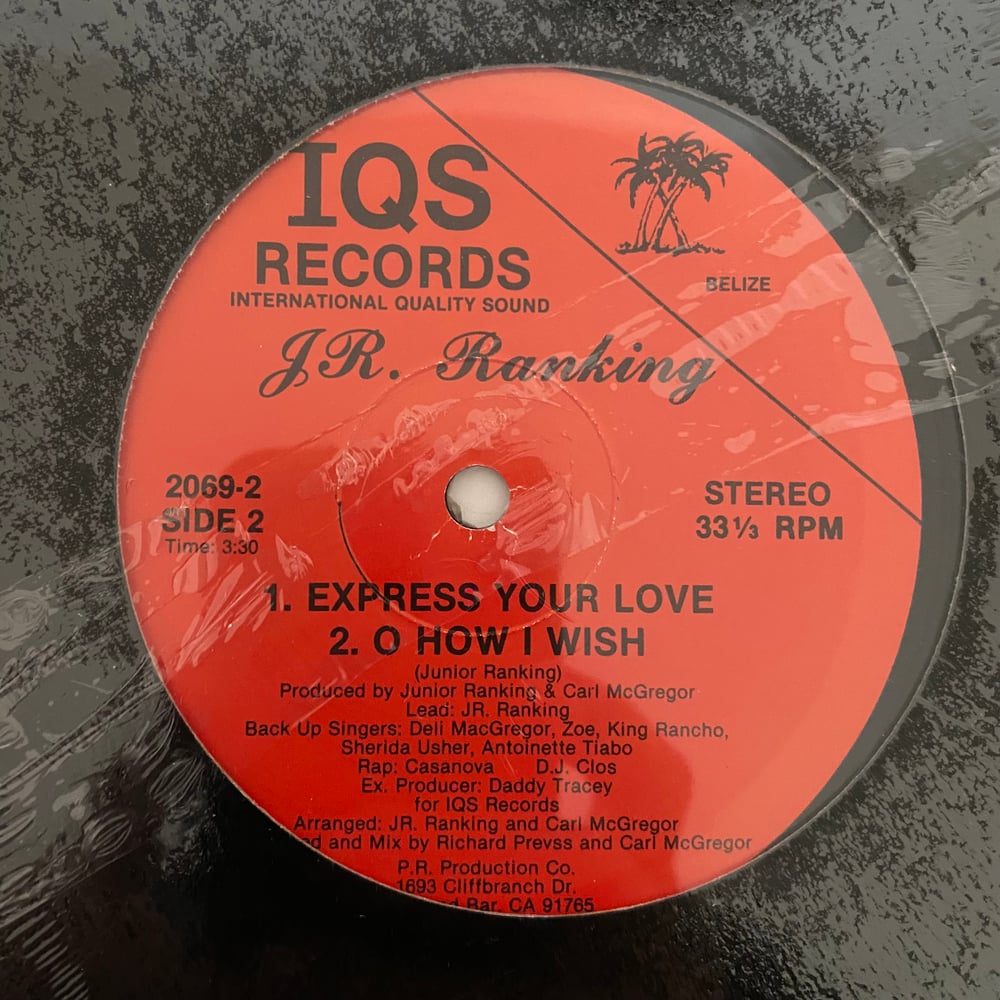 IQS
RECORDS
INTERNATIONAL QUALITY SOUND
BELIZE
JR. Ranking
2069-2
SIDE 2
Time: 3:30
STEREO
33 1/3 RPM
1. EXPRESS YOUR LOVE
2. O HOW I WISH
(Junior Ranking)
Produced by Junior Ranking & Carl McGregor
Lead: JR. Ranking
Back Up Singers: Deli MacGregor, Zoe, King Rancho,
Sherida Usher, Antoinette Tiabo
Rap: Casanova D.J. Clos
Ex. Producer: Daddy Tracey
for IQS Records
Arranged: JR. Ranking and Carl McGregor
and Mix by Richard Prevss and Carl McGregor
P.R. Production Co.
1693 Cliffbranch Dr.
Bar, CA 91765